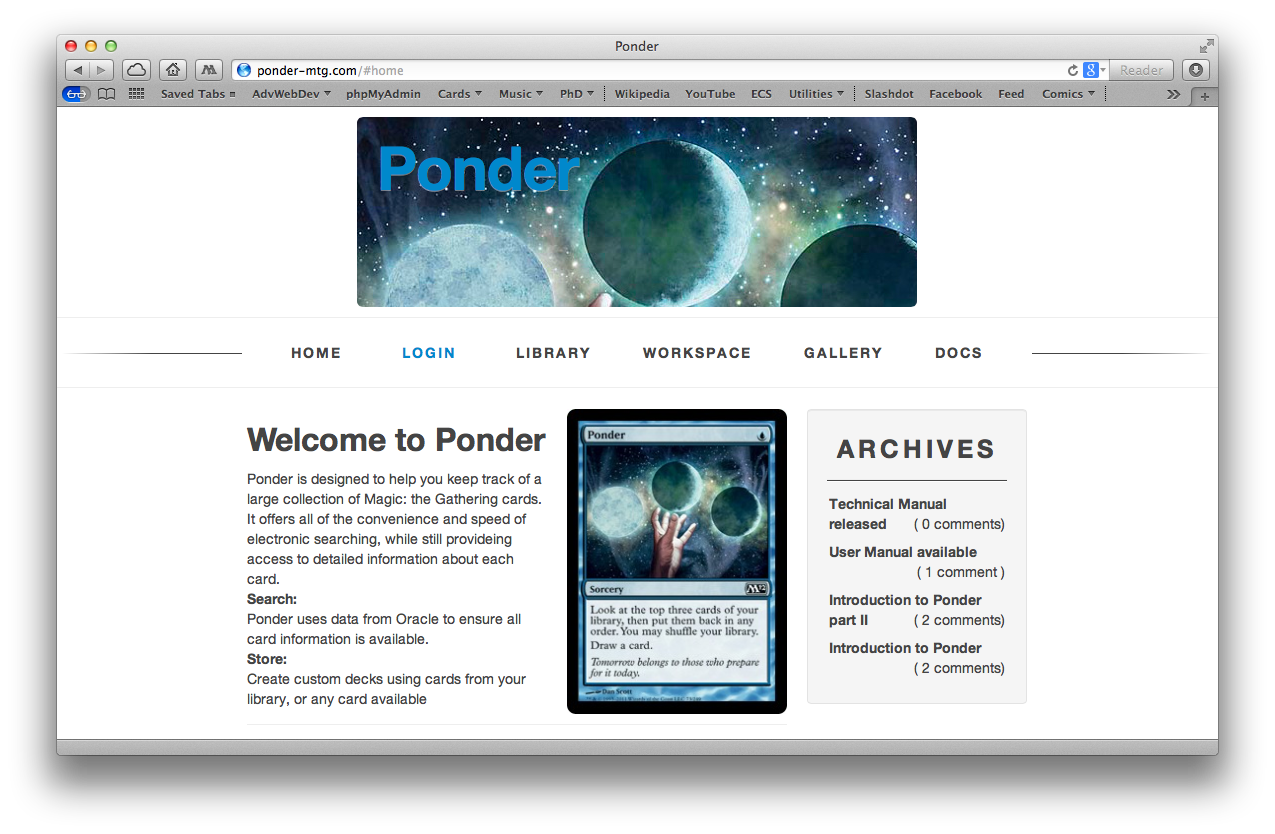 Ponder
ponder-mtg.com/#home
Reader
Saved Tabs AdvWebDev phpMyAdmin Cards Music PhD Wikipedia YouTube ECS Utilities Slashdot Facebook Feed Comics
Ponder
HOME LOGIN LIBRARY WORKSPACE GALLERY DOCS
Welcome to Ponder
Ponder is designed to help you keep track of a
large collection of Magic: the Gathering cards.
It offers all of the convenience and speed of
electronic searching, while still provideing
access to detailed information about each
card.
Search:
Ponder uses data from Oracle to ensure all
card information is available.
Store:
Create custom decks using cards from your
library, or any card available
Ponder
Sorcery
M12
Look at the top three cards of your
library, then put them back in any
order. You may shuffle your library.
Draw a card.
Tomorrow belongs to those who prepare
for it today.
Dan Scott
ARCHIVES
Technical Manual
released ( 0 comments)
User Manual available
( 1 comment )
Introduction to Ponder
part II ( 2 comments)
Introduction to Ponder
( 2 comments)